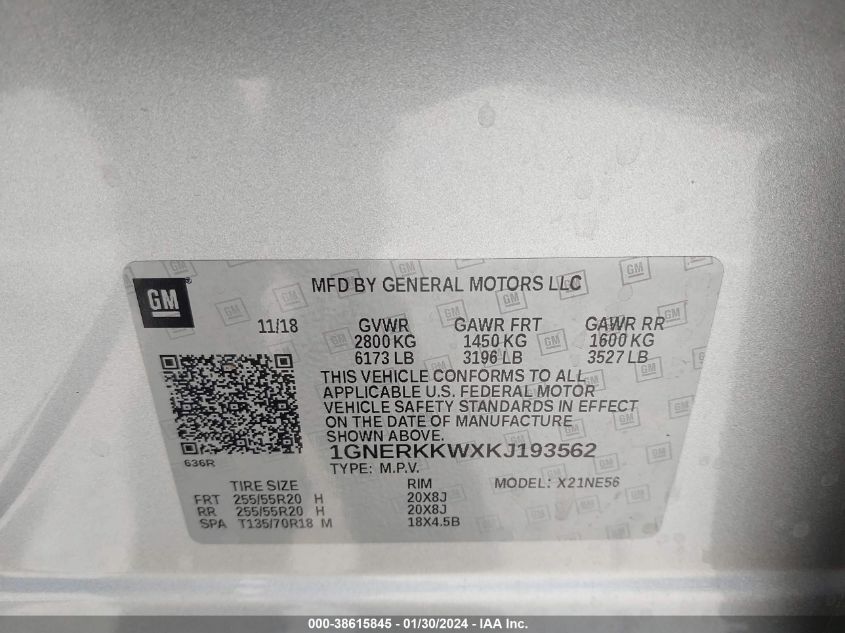 GM
MFD BY GENERAL MOTORS LLC
11/18 GVWR GAWR FRT GAWR RR
2800 KG 1450 KG 1600 KG
6173 LB 3196 LB 3527 LB
THIS VEHICLE CONFORMS TO ALL
APPLICABLE U.S. FEDERAL MOTOR
VEHICLE SAFETY STANDARDS IN EFFECT
ON THE DATE OF MANUFACTURE
SHOWN ABOVE.
636R
1GNERKKWXKJ193562
TYPE: M.P.V.
TIRE SIZE RIM MODEL: X21NE56
FRT 255/55R20 H 20X8J
RR 255/55R20 H 20X8J
SPA T135/70R18 M 18X4.5B
000-38615845 - 01/30/2024 - IAA Inc.